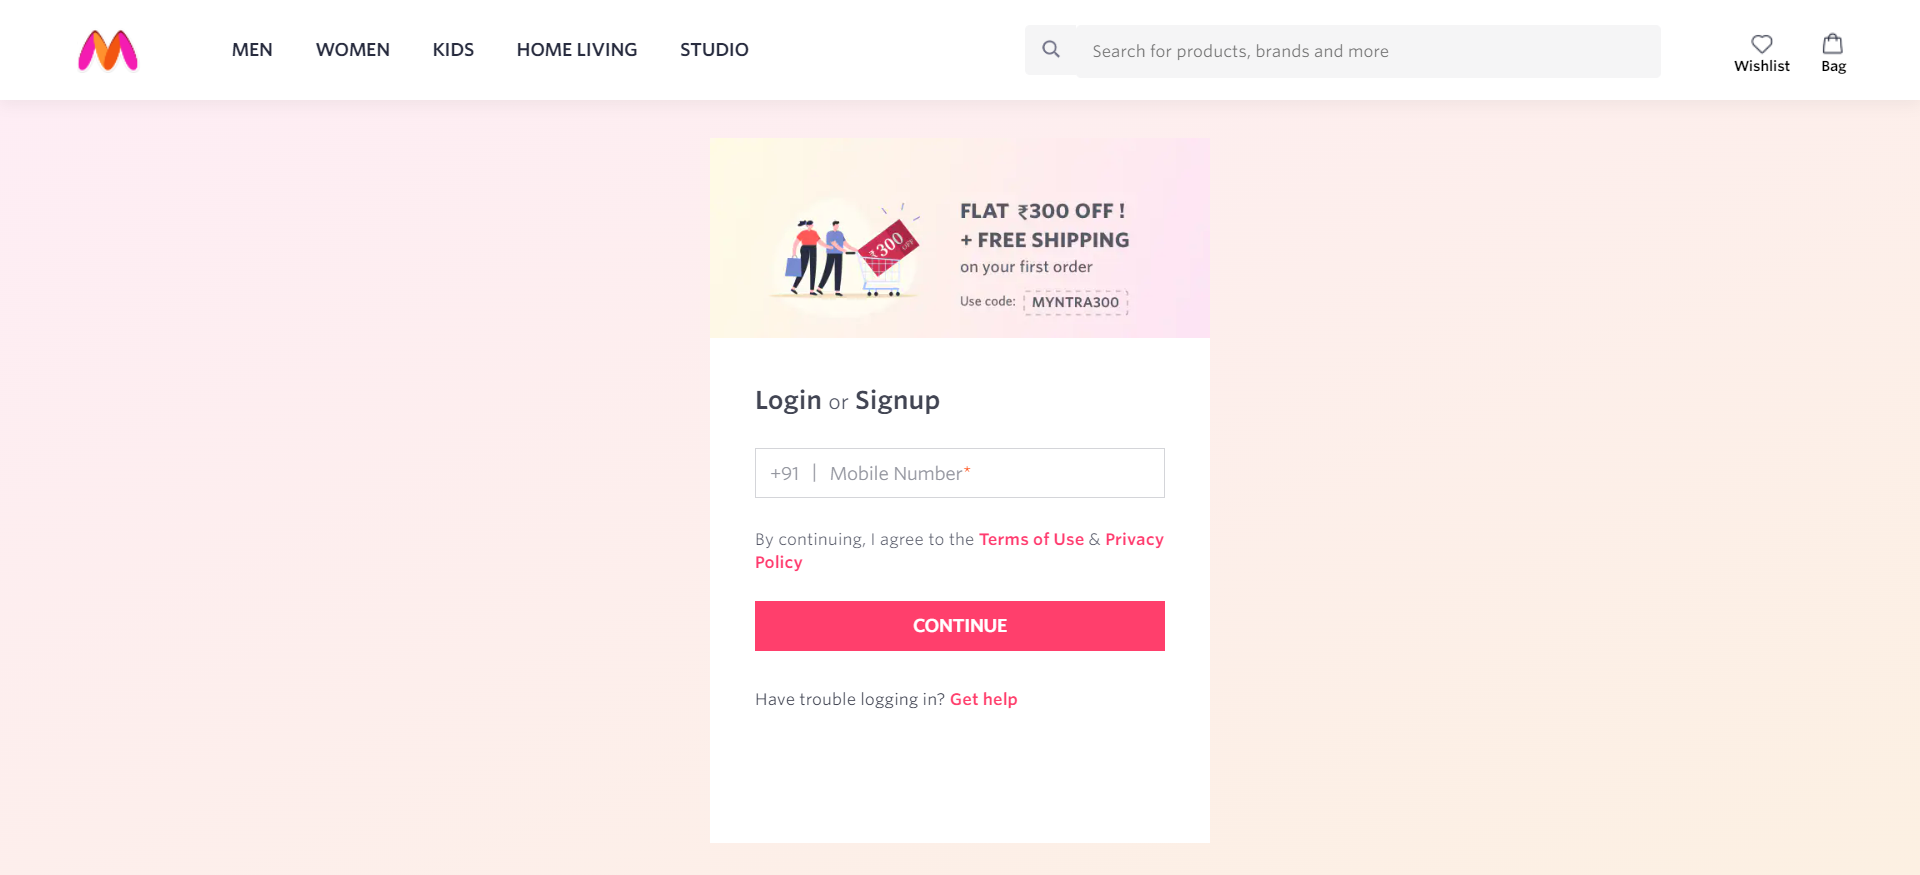 MEN WOMEN KIDS HOME LIVING STUDIO
Search for products, brands and more
Wishlist Bag
₹300 OFF
FLAT ₹300 OFF !
+ FREE SHIPPING
on your first order
Use code: MYNTRA300
Login or Signup
+91 | Mobile Number*
By continuing, I agree to the Terms of Use & Privacy
Policy
CONTINUE
Have trouble logging in? Get help